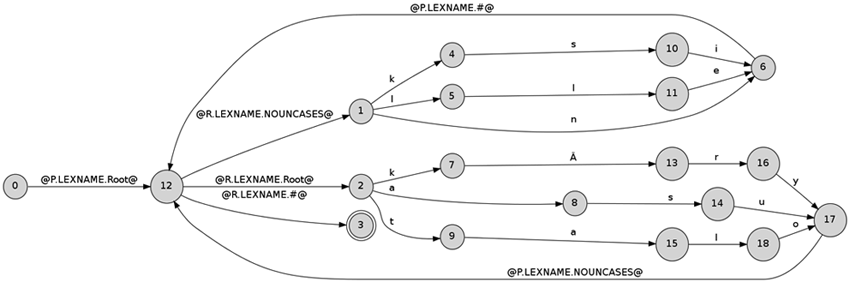 @P.LEXNAME.#@
4
s
10
i
k
6
@R.LEXNAME.NOUNCASES@
1
l
5
l
11
e
n
0
@P.LEXNAME.Root@
12
@R.LEXNAME.Root@
2
k
7
Ä
13
r
16
@R.LEXNAME.#@
a
8
s
14
u
y
3
t
9
a
15
l
18
o
17
@P.LEXNAME.NOUNCASES@